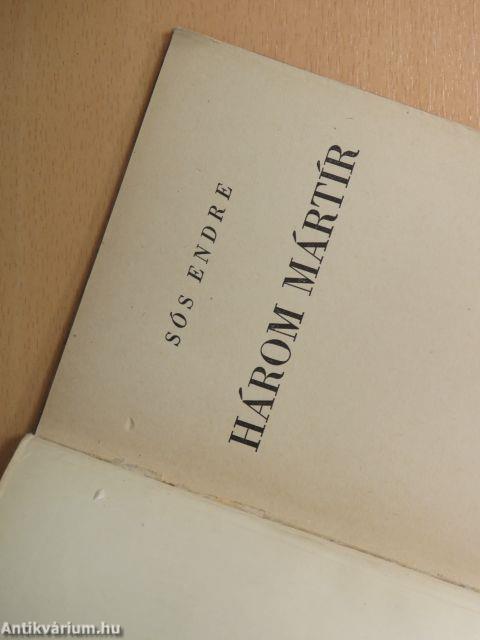 SÓS ENDRE
HÁROM MÁRTÍR
Antikvárium.hu